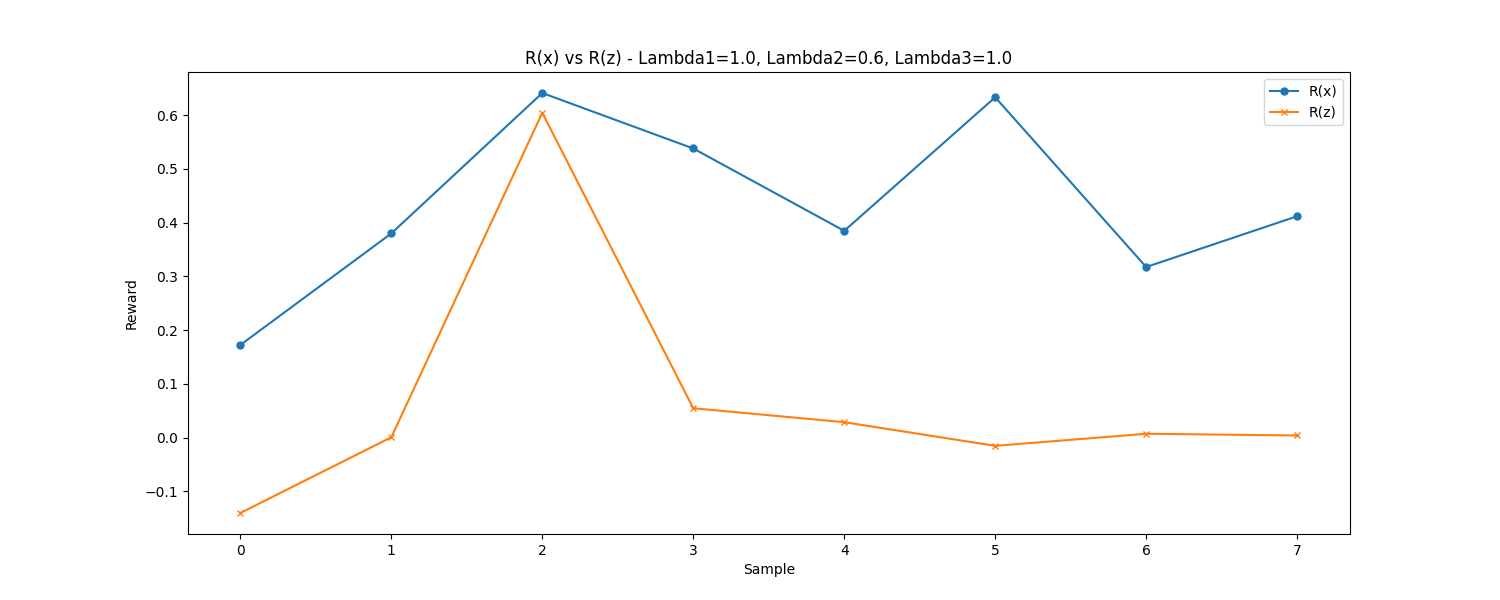 R(x) vs R(z) - Lambda1=1.0, Lambda2=0.6, Lambda3=1.0
R(x)
R(z)
0.6
0.5
0.4
0.3
0.2
0.1
0.0
−0.1
Reward
0 1 2 3 4 5 6 7
Sample